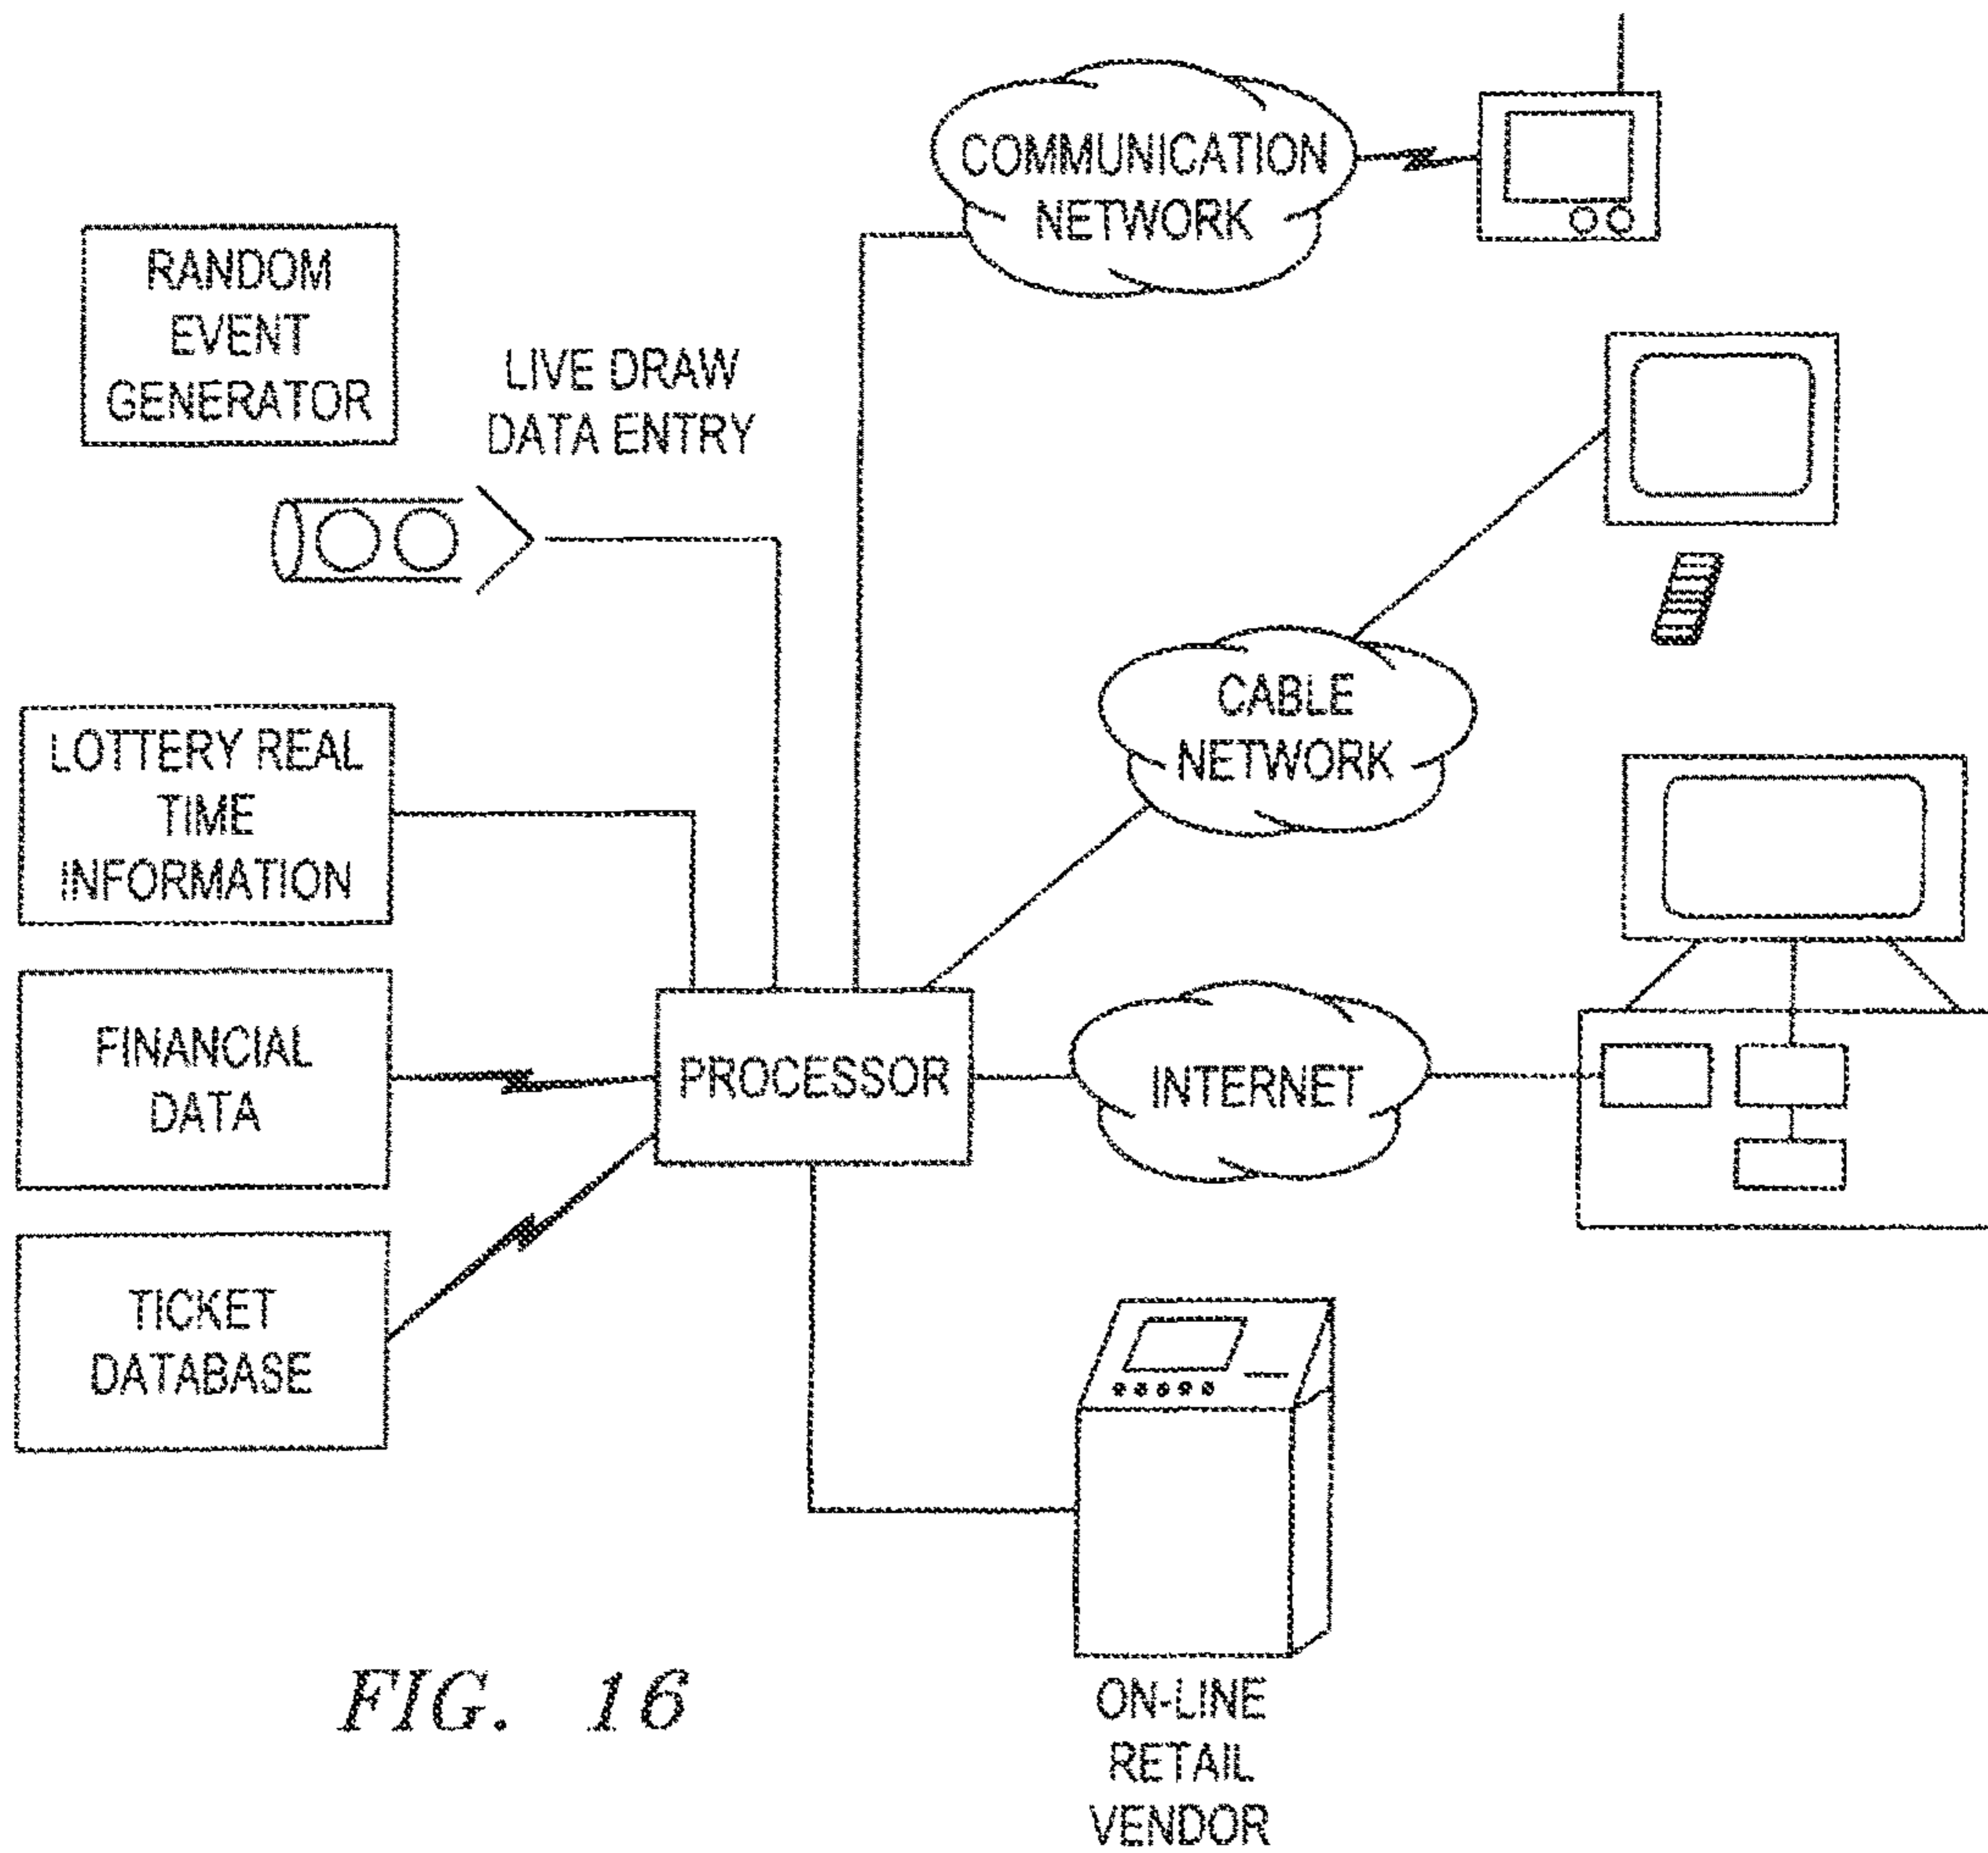 COMMUNICATION
NETWORK
RANDOM
EVENT
GENERATOR
LIVE DRAW
DATA ENTRY
CABLE
NETWORK
LOTTERY REAL
TIME
INFORMATION
FINANCIAL
DATA
PROCESSOR
INTERNET
TICKET
DATABASE
ON-LINE
RETAIL
VENDOR
FIG. 16